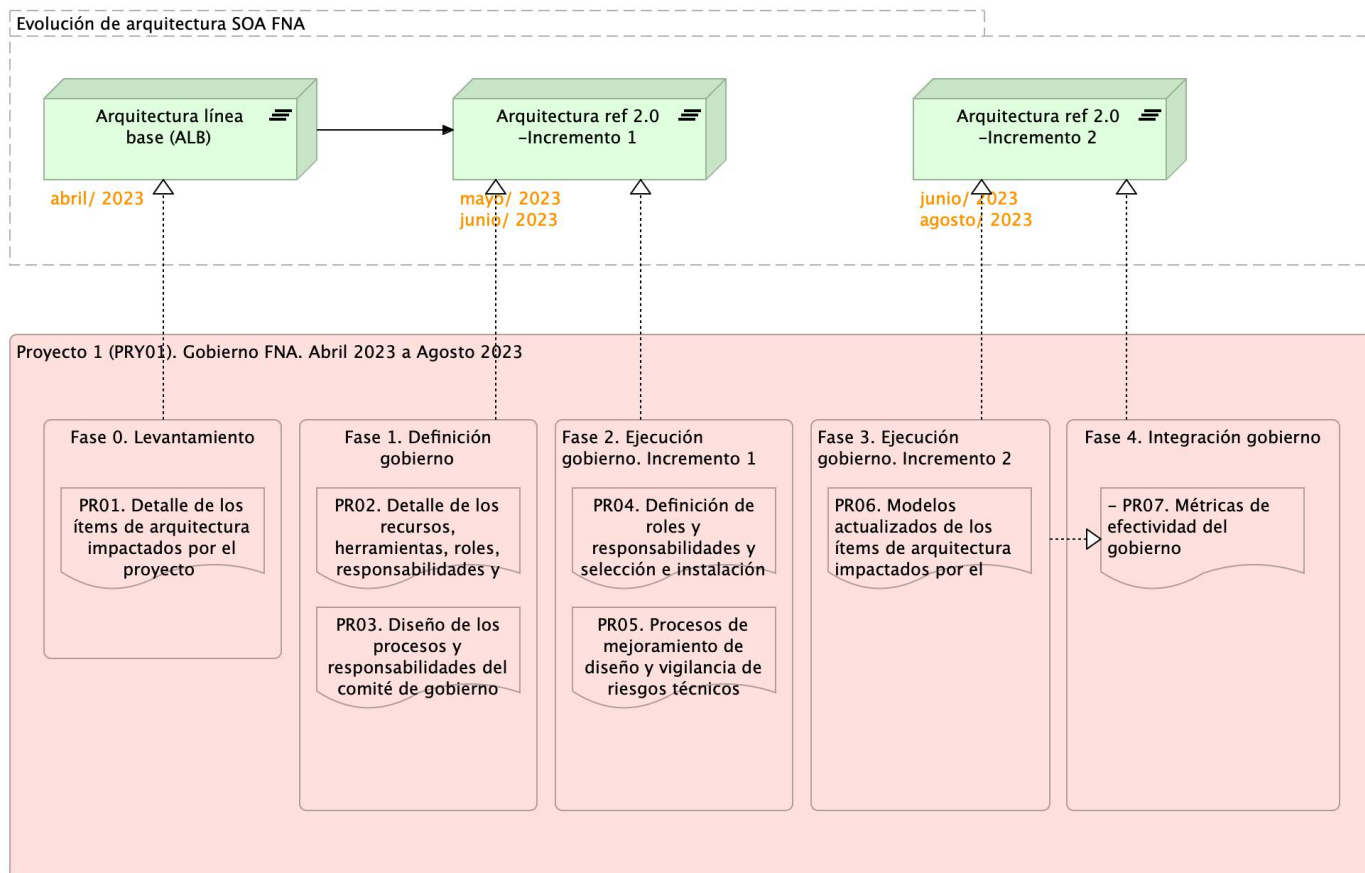 Evolución de arquitectura SOA FNA
Arquitectura línea
base (ALB)
Arquitectura ref 2.0
-Incremento 1
Arquitectura ref 2.0
-Incremento 2
abril/ 2023
mayo/ 2023
junio/ 2023
junio/ 2023
agosto/ 2023
Proyecto 1 (PRY01). Gobierno FNA. Abril 2023 a Agosto 2023
Fase 0. Levantamiento
PR01. Detalle de los
ítems de arquitectura
impactados por el
proyecto
Fase 1. Definición
gobierno
PR02. Detalle de los
recursos,
herramientas, roles,
responsabilidades y
PR03. Diseño de los
procesos y
responsabilidades del
comité de gobierno
Fase 2. Ejecución
gobierno. Incremento 1
PR04. Definición de
roles y
responsabilidades y
selección e instalación
PR05. Procesos de
mejoramiento de
diseño y vigilancia de
riesgos técnicos
Fase 3. Ejecución
gobierno. Incremento 2
PR06. Modelos
actualizados de los
ítems de arquitectura
impactados por el
Fase 4. Integración gobierno
- PR07. Métricas de
efectividad del
gobierno